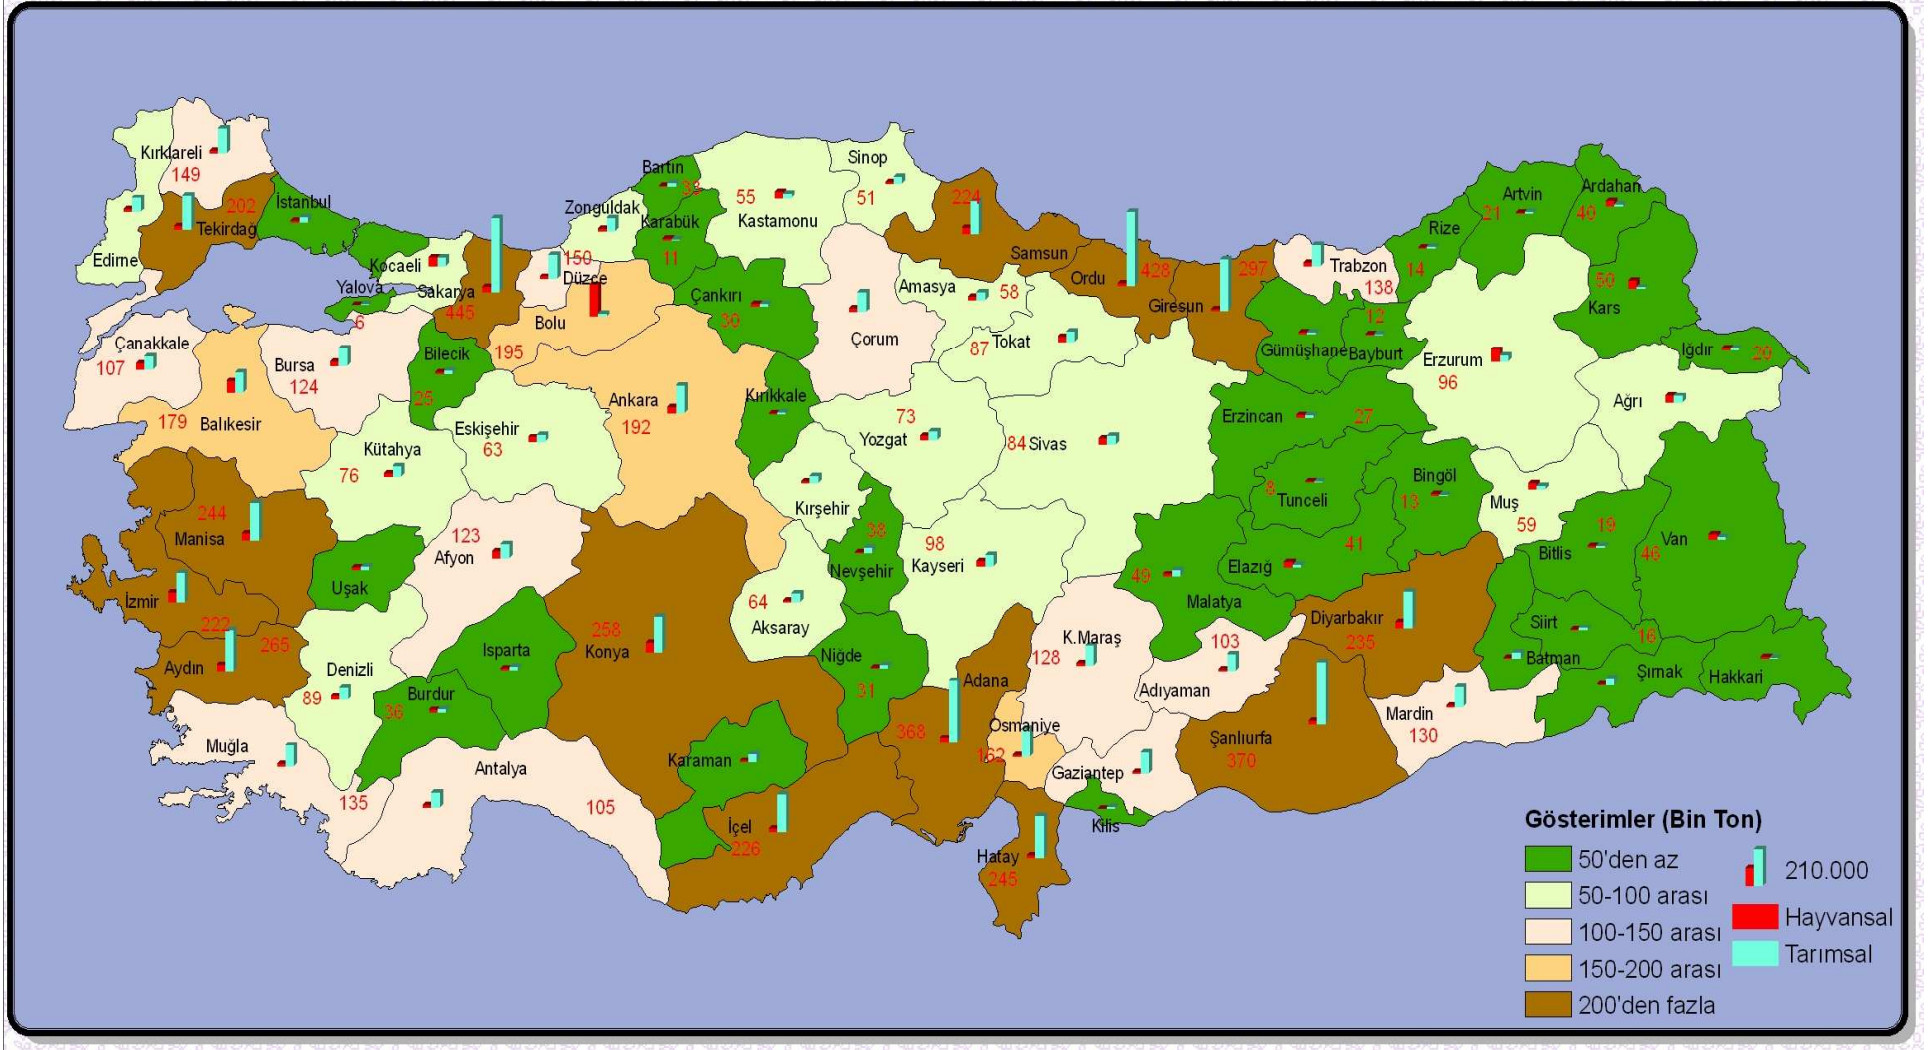 Kırklareli
149
Edirne
202
Tekirdağ
İstanbul
Kocaeli
Yalova
6
Sakarya
445
150
Düzce
Bolu
195
Zonguldak
Bartın
33
Karabük
11
55
Kastamonu
Sinop
51
224
Samsun
Çankırı
30
Çorum
Amasya
58
87
Tokat
Ordu
428
Giresun
297
Trabzon
138
Rize
14
Artvin
21
Ardahan
40
50
Kars
Iğdır
20
Gümüşhane
12
Bayburt
Erzurum
96
Ağrı
Çanakkale
107
Bursa
124
Bilecik
25
179
Balıkesir
Kütahya
76
Eskişehir
63
Ankara
192
Kırıkkale
73
Yozgat
84
Sivas
Erzincan
27
8
Tunceli
Bingöl
13
Muş
59
19
Bitlis
46
Van
244
Manisa
Uşak
123
Afyon
Kırşehir
38
Nevşehir
98
Kayseri
49
Malatya
Elazığ
41
İzmir
222
265
Aydın
Denizli
89
Isparta
Burdur
36
258
Konya
64
Aksaray
Niğde
31
K.Maraş
128
103
Adıyaman
Diyarbakır
235
Siirt
16
Batman
Şırnak
Hakkari
Muğla
135
Antalya
105
Karaman
İçel
226
Adana
368
Osmaniye
162
Gaziantep
Kilis
Hatay
245
Şanlıurfa
370
Mardin
130
Gösterimler (Bin Ton)
50'den az
50-100 arası
100-150 arası
150-200 arası
200'den fazla
210.000
Hayvansal
Tarımsal